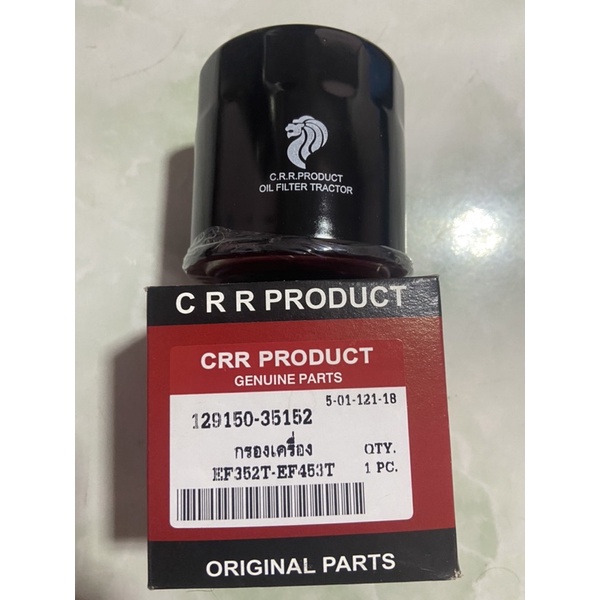 C.R.R.PRODUCT
OIL FILTER TRACTOR
C R R PRODUCT
CRR PRODUCT
GENUINE PARTS
5-01-121-18
129150-35152
กรองเครื่อง QTY.
EF352T-EF453T 1 PC.
ORIGINAL PARTS